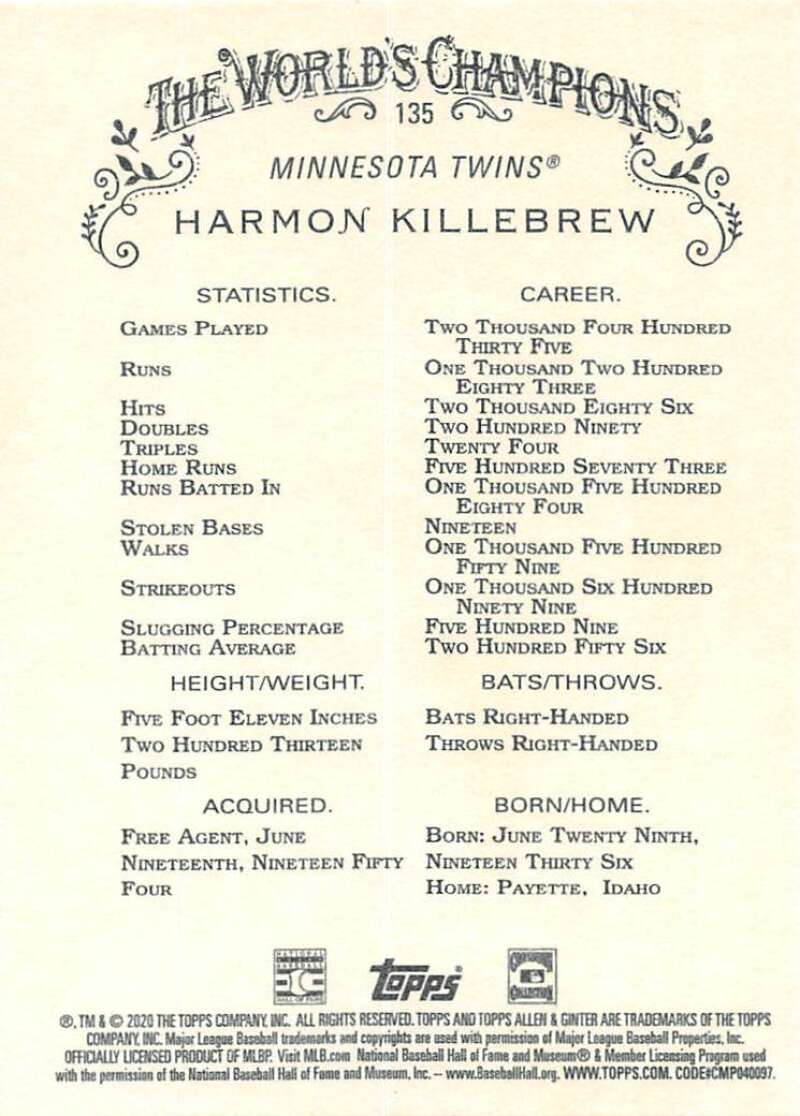 THE WORLD'S CHAMPIONS
135
MINNESOTA TWINS®
HARMON KILLEBREW
STATISTICS. CAREER.
GAMES PLAYED TWO THOUSAND FOUR HUNDRED
THIRTY FIVE
RUNS ONE THOUSAND TWO HUNDRED
EIGHTY THREE
HITS TWO THOUSAND EIGHTY SIX
DOUBLES TWO HUNDRED NINETY
TRIPLES TWENTY FOUR
HOME RUNS FIVE HUNDRED SEVENTY THREE
RUNS BATTED IN ONE THOUSAND FIVE HUNDRED
EIGHTY FOUR
STOLEN BASES NINETEEN
WALKS ONE THOUSAND FIVE HUNDRED
FIFTY NINE
STRIKEOUTS ONE THOUSAND SIX HUNDRED
NINETY NINE
SLUGGING PERCENTAGE FIVE HUNDRED NINE
BATTING AVERAGE TWO HUNDRED FIFTY SIX
HEIGHT/WEIGHT. BATS/THROWS.
FIVE FOOT ELEVEN INCHES BATS RIGHT-HANDED
TWO HUNDRED THIRTEEN THROWS RIGHT-HANDED
POUNDS
ACQUIRED. BORN/HOME.
FREE AGENT, JUNE BORN: JUNE TWENTY NINTH,
NINETEENTH, NINETEEN FIFTY NINETEEN THIRTY SIX
FOUR HOME: PAYETTE, IDAHO
NATIONAL BASEBALL HALL OF FAME topps COOPERSTOWN COLLECTION
®, TM & © 2020 THE TOPPS COMPANY, INC. ALL RIGHTS RESERVED. TOPPS AND TOPPS ALLEN & GINTER ARE TRADEMARKS OF THE TOPPS
COMPANY, INC. Major League Baseball trademarks and copyrights are used with permission of Major League Baseball Properties, Inc.
OFFICIALLY LICENSED PRODUCT OF MLBP. Visit MLB.com National Baseball Hall of Fame and Museum® & Member Licensing Program used
with the permission of the National Baseball Hall of Fame and Museum, Inc. – www.BaseballHall.org. WWW.TOPPS.COM. CODE#CMP040097.